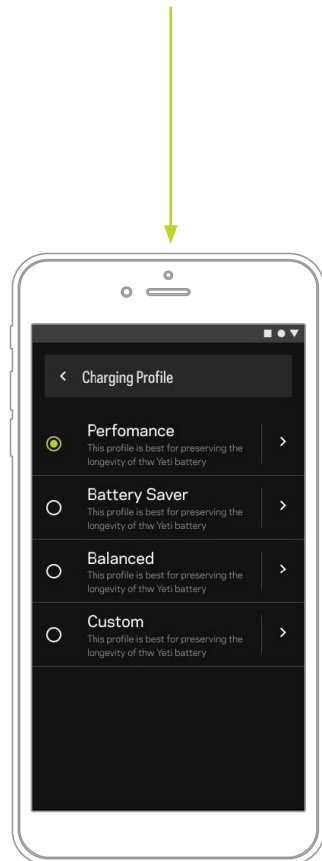 Charging Profile
Perfomance
This profile is best for preserving the
longevity of thw Yeti battery
Battery Saver
This profile is best for preserving the
longevity of thw Yeti battery
Balanced
This profile is best for preserving the
longevity of thw Yeti battery
Custom
This profile is best for preserving the
longevity of thw Yeti battery